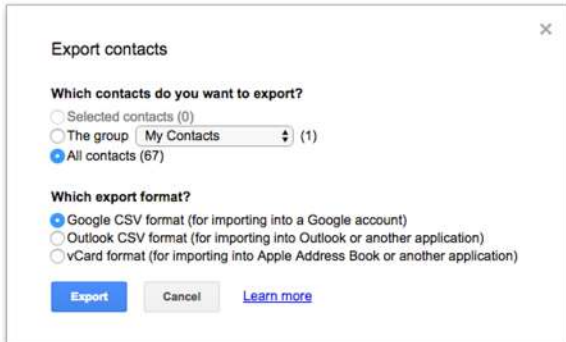 Export contacts
Which contacts do you want to export?
Selected contacts (0)
The group My Contacts (1)
All contacts (67)
Which export format?
Google CSV format (for importing into a Google account)
Outlook CSV format (for importing into Outlook or another application)
vCard format (for importing into Apple Address Book or another application)
Export Cancel Learn more